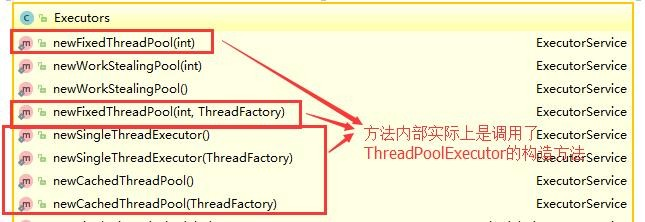 Executors
newFixedThreadPool(int) ExecutorService
newWorkStealingPool(int) ExecutorService
newWorkStealingPool() ExecutorService
newFixedThreadPool(int, ThreadFactory) ExecutorService
newSingleThreadExecutor() ExecutorService
newSingleThreadExecutor(ThreadFactory) ExecutorService
newCachedThreadPool() ExecutorService
newCachedThreadPool(ThreadFactory) ExecutorService
方法内部实际上是调用了
ThreadPoolExecutor的构造方法